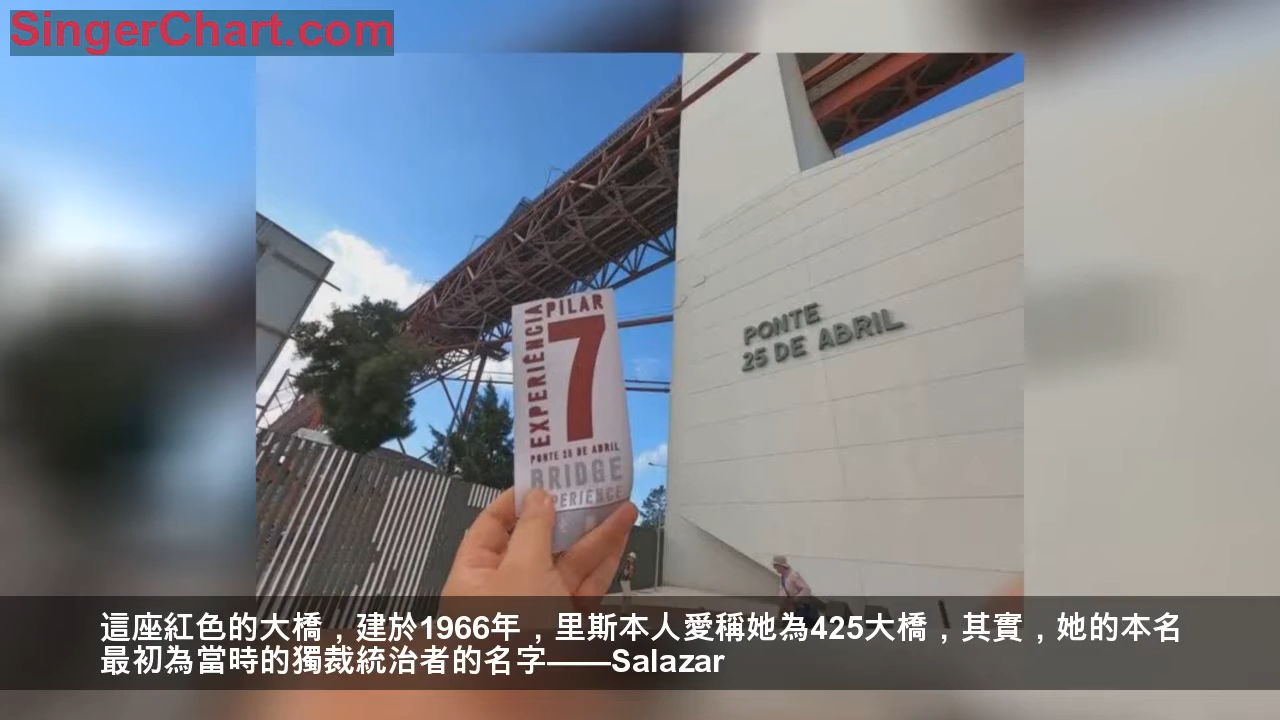 SingerChart.com
PILAR
EXPERIÊNCIA
7
PONTE 25 DE ABRIL
BRIDGE
PERIENCE
PONTE
25 DE ABRIL
這座紅色的大橋，建於1966年，里斯本人愛稱她為425大橋，其實，她的本名
最初為當時的獨裁統治者的名字——Salazar